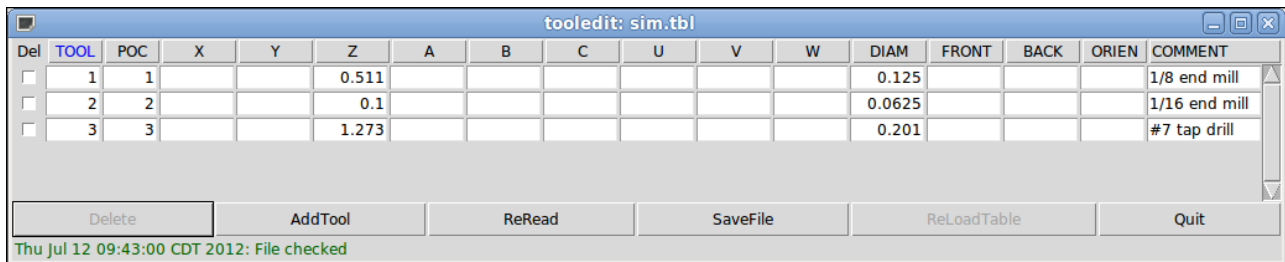 tooledit: sim.tbl
Del TOOL POC X Y Z A B C U V W DIAM FRONT BACK ORIEN COMMENT
1 1 0.511 0.125 1/8 end mill
2 2 0.1 0.0625 1/16 end mill
3 3 1.273 0.201 #7 tap drill
Delete AddTool ReRead SaveFile ReLoadTable Quit
Thu Jul 12 09:43:00 CDT 2012: File checked